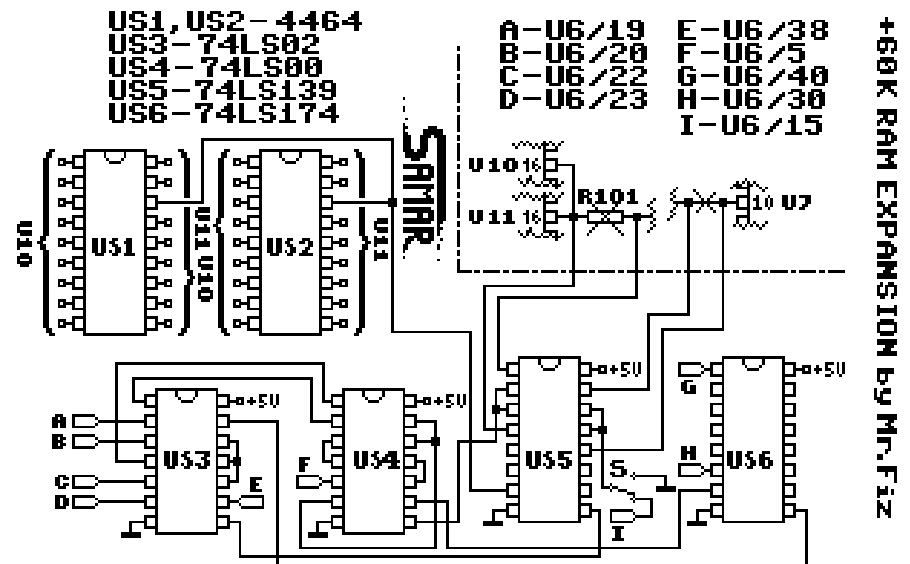 US1,US2-4464
US3-74LS02
US4-74LS00
US5-74LS139
US6-74LS174
A-U6/19
B-U6/20
C-U6/22
D-U6/23
E-U6/38
F-U6/5
G-U6/40
H-U6/30
I-U6/15
+60K RAM EXPANSION by Mr.Fiz
SAMAR
U10 16
U11 16
R101
10 U7
U10
US1
U11
U10
US2
U11
+5V
A
B
C
D
US3
E
+5V
F
US4
+5V
US5
S
I
+5V
G
H
US6